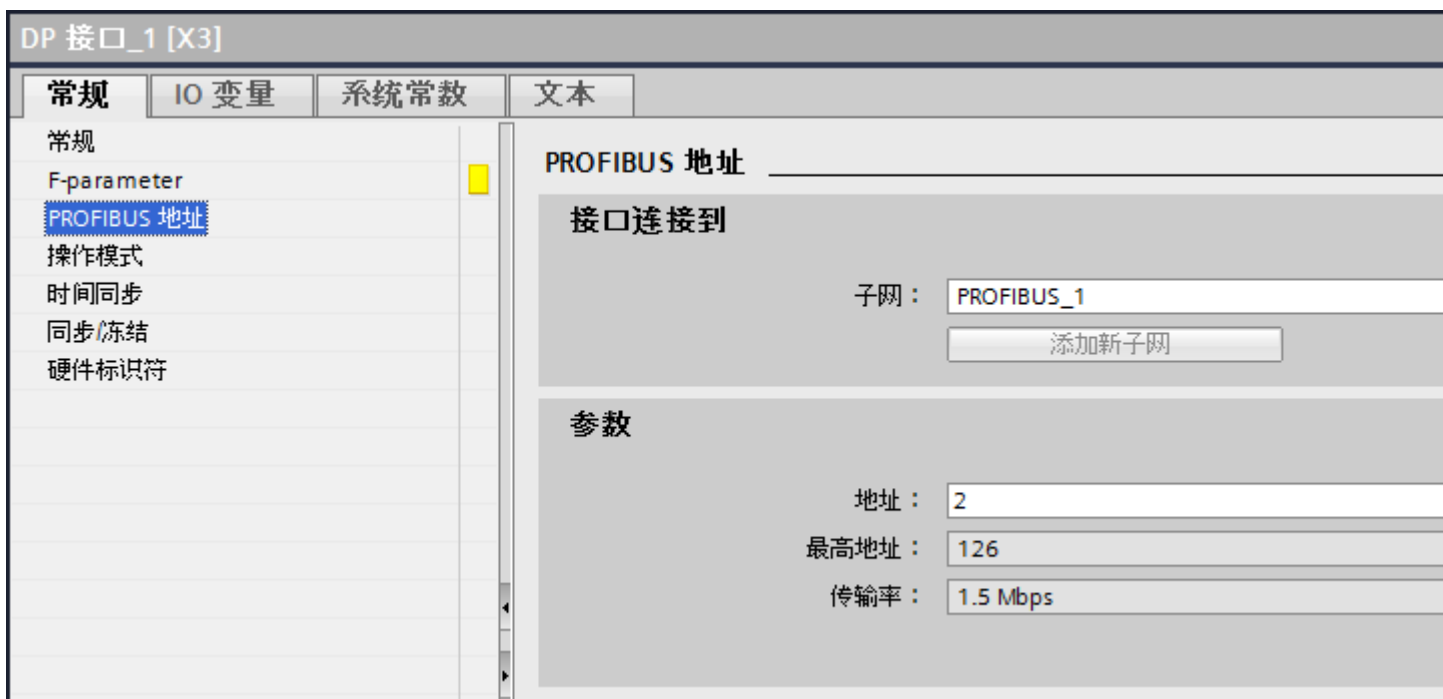 DP 接口_1 [X3]
常规 IO 变量 系统常数 文本
常规
F-parameter
PROFIBUS 地址
操作模式
时间同步
同步/冻结
硬件标识符
PROFIBUS 地址
接口连接到
子网： PROFIBUS_1
添加新子网
参数
地址： 2
最高地址： 126
传输率： 1.5 Mbps